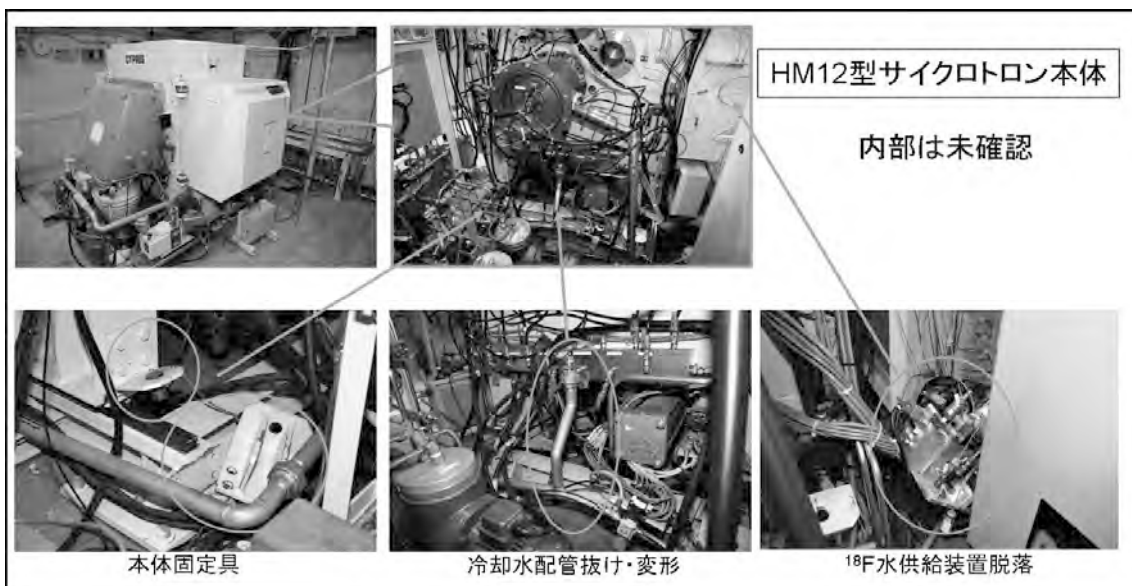 CYPRIS
HM12型サイクロトロン本体
内部は未確認
本体固定具
冷却水配管抜け・変形
¹⁸F水供給装置脱落